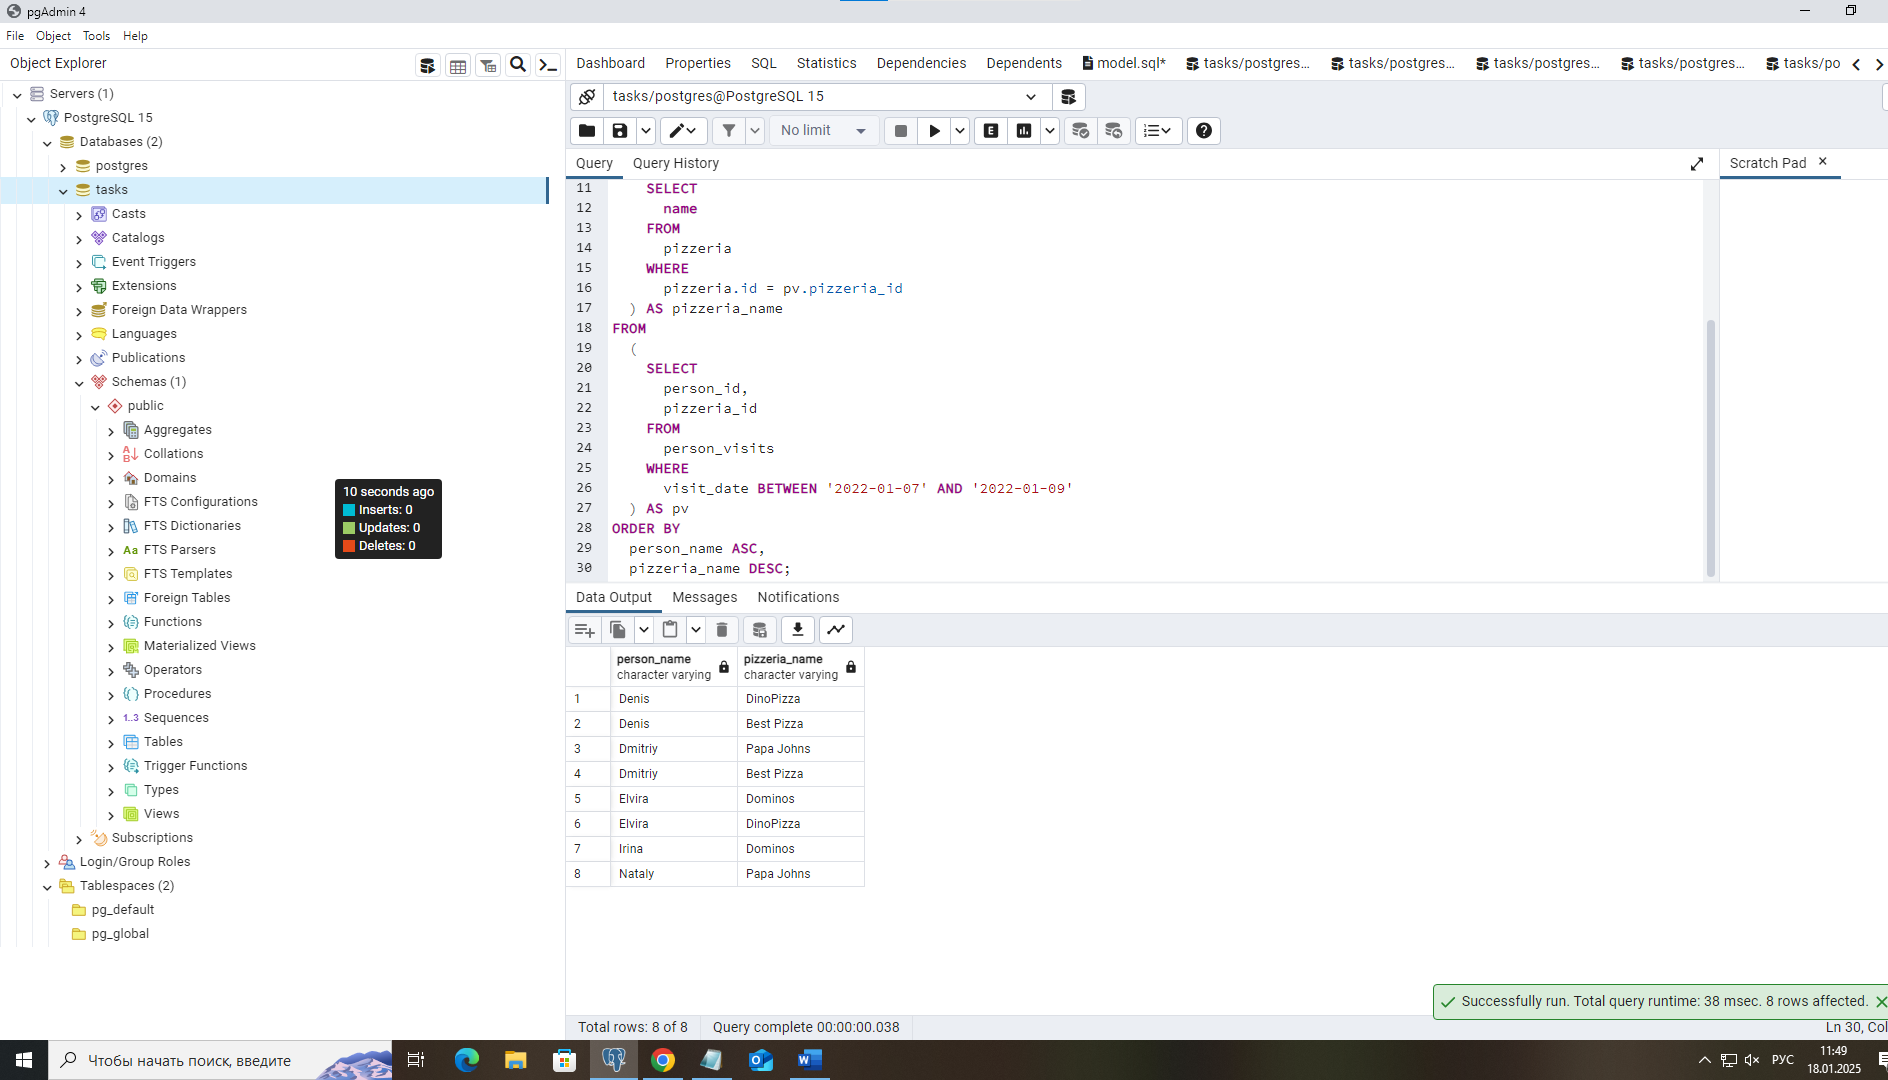 pgAdmin 4
File Object Tools Help
Object Explorer
Dashboard Properties SQL Statistics Dependencies Dependents model.sql* tasks/postgres... tasks/postgres... tasks/postgres... tasks/postgres... tasks/po
Servers (1)
PostgreSQL 15
Databases (2)
postgres
tasks
Casts
Catalogs
Event Triggers
Extensions
Foreign Data Wrappers
Languages
Publications
Schemas (1)
public
Aggregates
Collations
Domains
FTS Configurations
FTS Dictionaries
Aa FTS Parsers
FTS Templates
Foreign Tables
Functions
Materialized Views
Operators
Procedures
1..3 Sequences
Tables
Trigger Functions
Types
Views
Subscriptions
Login/Group Roles
Tablespaces (2)
pg_default
pg_global
10 seconds ago
Inserts: 0
Updates: 0
Deletes: 0
tasks/postgres@PostgreSQL 15
No limit
E
Query Query History
Scratch Pad
11 SELECT
12 name
13 FROM
14 pizzeria
15 WHERE
16 pizzeria.id = pv.pizzeria_id
17 ) AS pizzeria_name
18 FROM
19 (
20 SELECT
21 person_id,
22 pizzeria_id
23 FROM
24 person_visits
25 WHERE
26 visit_date BETWEEN '2022-01-07' AND '2022-01-09'
27 ) AS pv
28 ORDER BY
29 person_name ASC,
30 pizzeria_name DESC;
Data Output Messages Notifications
person_name pizzeria_name
character varying character varying
1 Denis DinoPizza
2 Denis Best Pizza
3 Dmitriy Papa Johns
4 Dmitriy Best Pizza
5 Elvira Dominos
6 Elvira DinoPizza
7 Irina Dominos
8 Nataly Papa Johns
Successfully run. Total query runtime: 38 msec. 8 rows affected.
Total rows: 8 of 8 Query complete 00:00:00.038
Ln 30, Col
Чтобы начать поиск, введите
РУС
11:49
18.01.2025